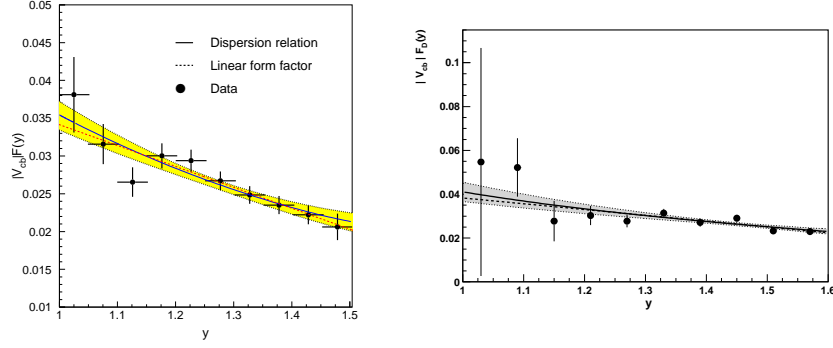 0.05
0.045
0.04
0.035
0.03
0.025
0.02
0.015
0.01
|V_cb|F(y)
Dispersion relation
Linear form factor
Data
1 1.1 1.2 1.3 1.4 1.5
y
0.1
0.08
0.06
0.04
0.02
0
| V_cb | F_D(y)
1 1.1 1.2 1.3 1.4 1.5 1.6
y